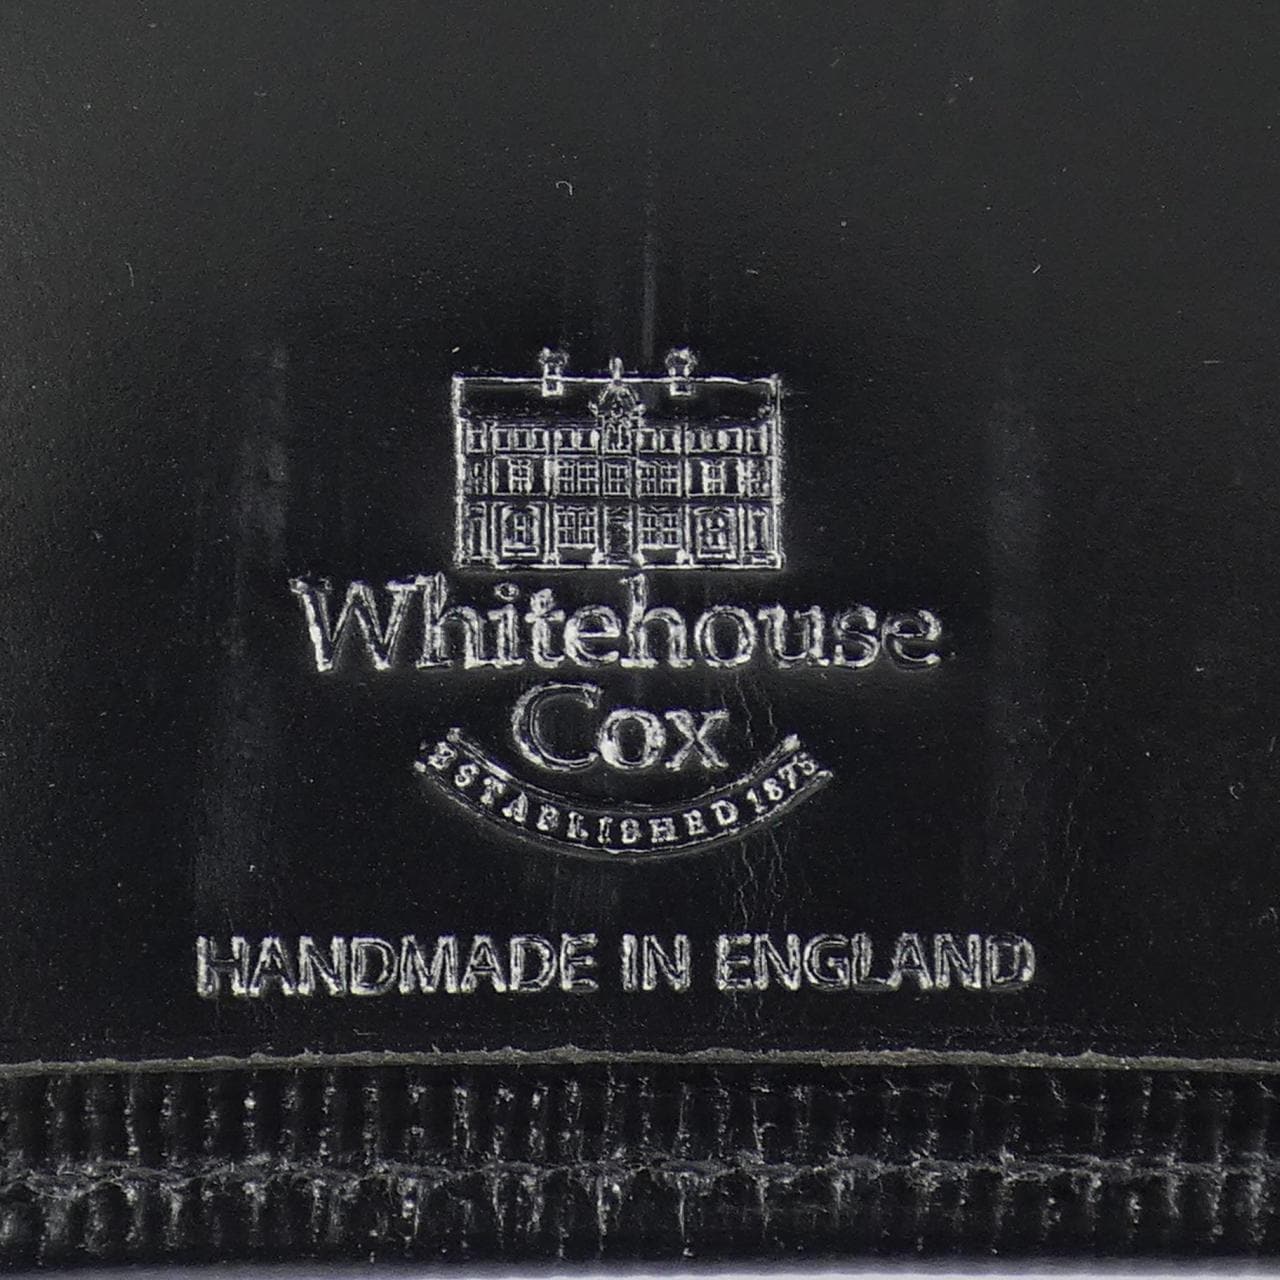 Whitehouse
Cox
ESTABLISHED 1875
HANDMADE IN ENGLAND